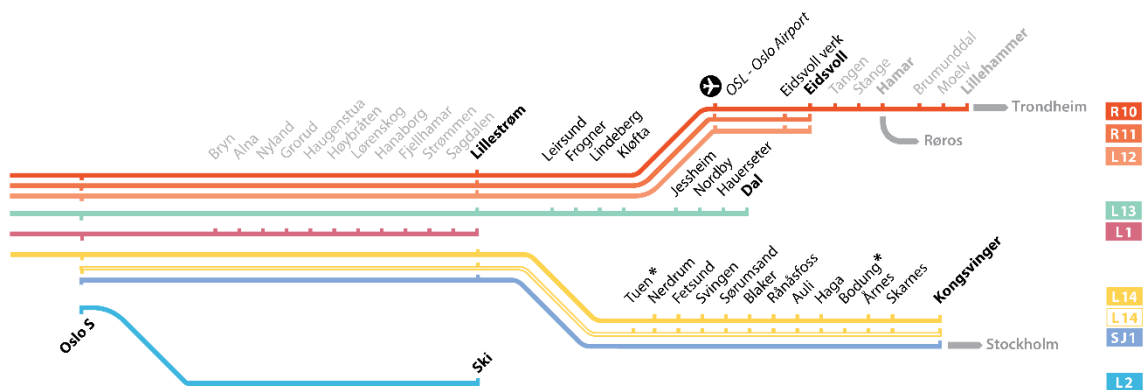 Bryn
Alna
Nyland
Grorud
Haugenstua
Høybråten
Lørenskog
Hanaborg
Fjellhamar
Strømmen
Sagdalen
Lillestrøm
Leirsund
Frogner
Lindeberg
Kløfta
OSL - Oslo Airport
Eidsvoll verk
Eidsvoll
Tangen
Stange
Hamar
Brumunddal
Moelv
Lillehammer
Trondheim
Røros
Jessheim
Nordby
Hauerseter
Dal
Tuen*
Nerdrum
Fetsund
Svingen
Sørumsand
Blaker
Rånåsfoss
Auli
Haga
Bodung*
Årnes
Skarnes
Kongsvinger
Stockholm
Oslo S
Ski
R10
R11
L12
L13
L1
L14
L14
SJ1
L2